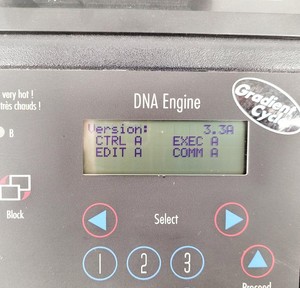 very hot !
très chauds !
DNA Engine
Gradient
Cycl
B
Version: 3.3A
CTRL A EXEC A
EDIT A COMM A
Block
Select
1 2 3
Proceed